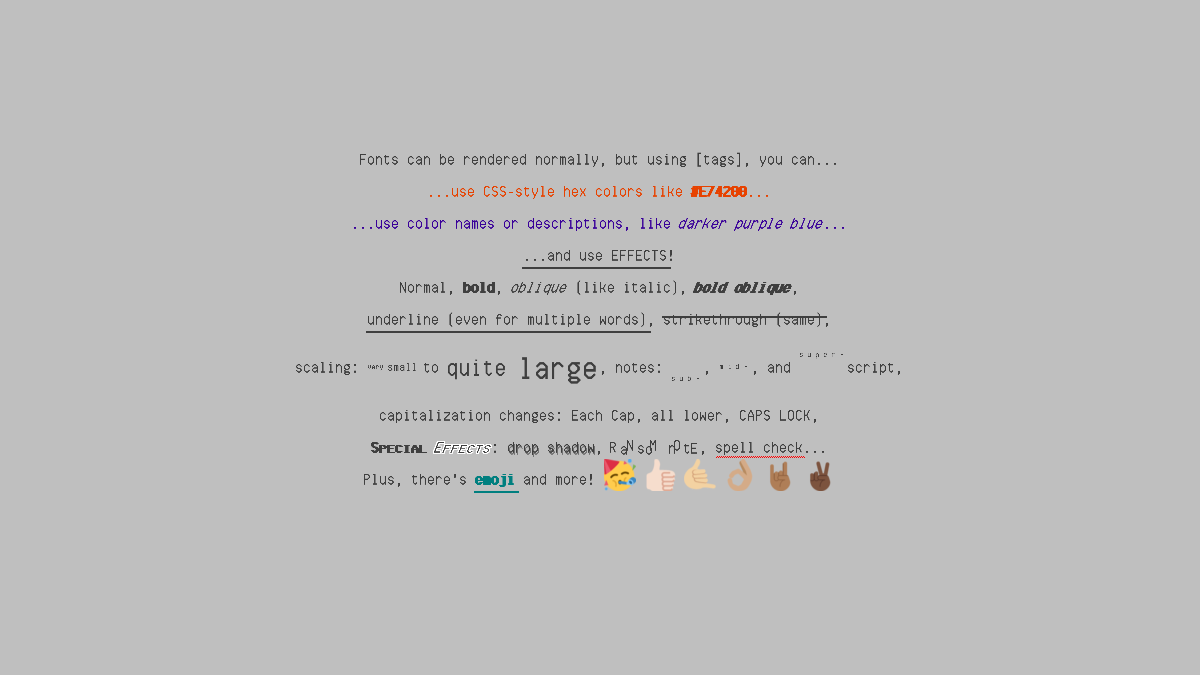 Fonts can be rendered normally, but using [tags], you can...
...use CSS-style hex colors like #E74200...
...use color names or descriptions, like darker purple blue...
...and use EFFECTS!
Normal, bold, oblique (like italic), bold oblique,
underline (even for multiple words), strikethrough (same),
scaling: very small to quite large, notes: sub-, mid-, and super-script,
capitalization changes: Each Cap, all lower, CAPS LOCK,
Special Effects: drop shadow, RaNsoM nOtE, spell check...
Plus, there's emoji and more! 🥳👍🏻🤙🏼👌🏽🤘🏾✌🏿